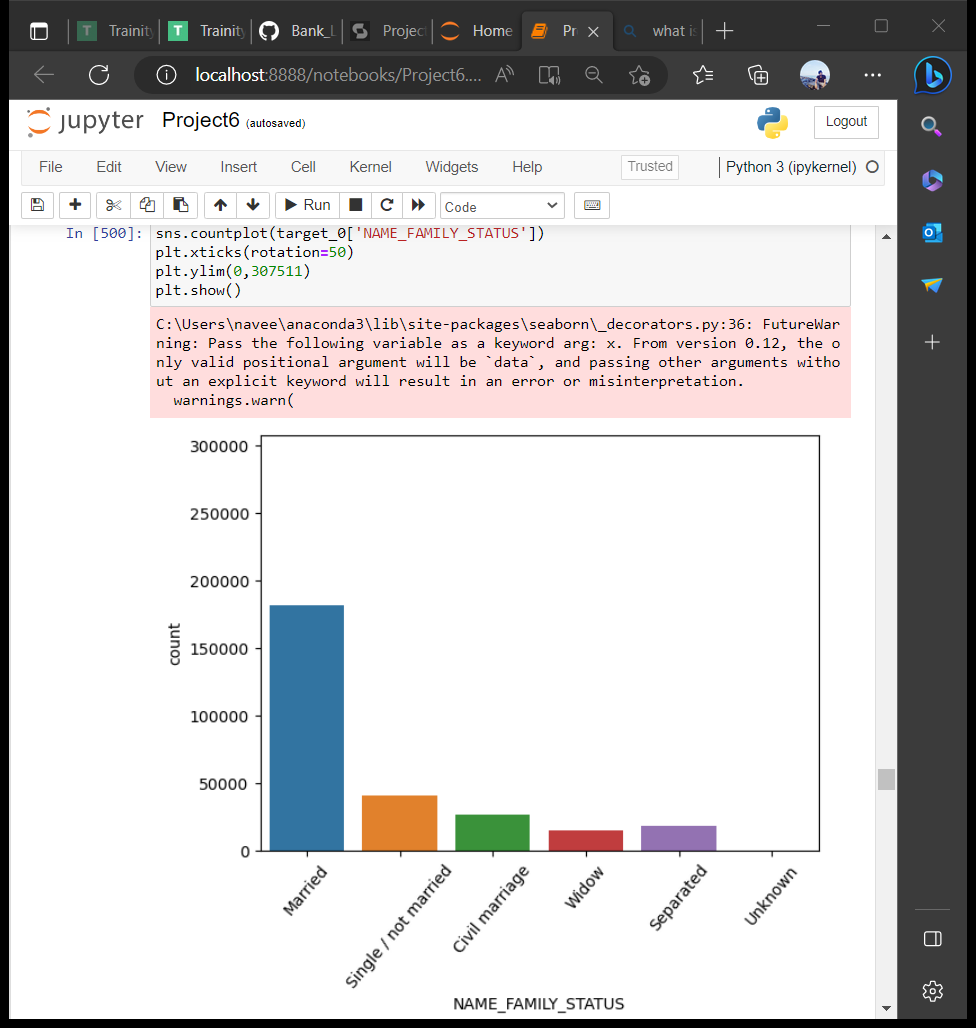 Trainity
Trainity
Bank_L
Project
Home
Pr
what is
localhost:8888/notebooks/Project6....
jupyter Project6 (autosaved)
Logout
File Edit View Insert Cell Kernel Widgets Help Trusted Python 3 (ipykernel)
Run
Code
In [500]:
sns.countplot(target_0['NAME_FAMILY_STATUS'])
plt.xticks(rotation=50)
plt.ylim(0,307511)
plt.show()
C:\Users\navee\anaconda3\lib\site-packages\seaborn\_decorators.py:36: FutureWar
ning: Pass the following variable as a keyword arg: x. From version 0.12, the o
nly valid positional argument will be `data`, and passing other arguments witho
ut an explicit keyword will result in an error or misinterpretation.
warnings.warn(
300000
250000
200000
150000
100000
50000
0
count
Married
Single / not married
Civil marriage
Widow
Separated
Unknown
NAME_FAMILY_STATUS